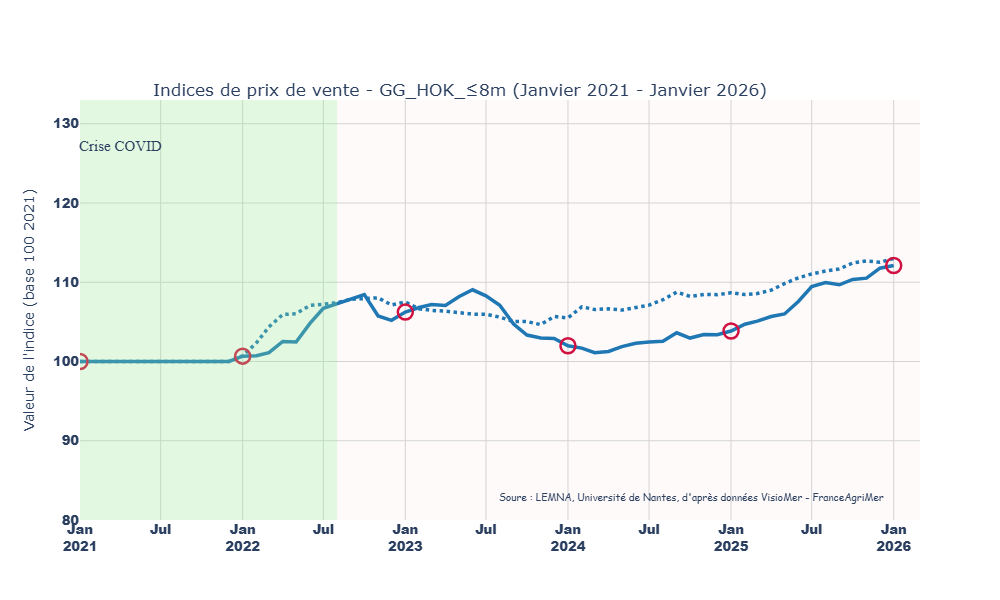 Indices de prix de vente - GG_HOK_≤8m (Janvier 2021 - Janvier 2026)
130
Crise COVID
120
110
100
90
80
Valeur de l'indice (base 100 2021)
Soure : LEMNA, Université de Nantes, d'après données VisioMer - FranceAgriMer
Jan Jul Jan Jul Jan Jul Jan Jul Jan Jul Jan
2021 2022 2023 2024 2025 2026